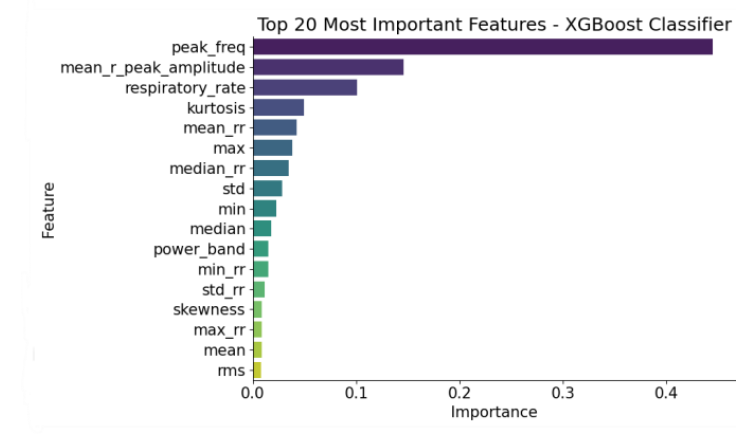 Top 20 Most Important Features - XGBoost Classifier
peak_freq
mean_r_peak_amplitude
respiratory_rate
kurtosis
mean_rr
max
median_rr
std
min
median
power_band
min_rr
std_rr
skewness
max_rr
mean
rms
Feature
0.0 0.1 0.2 0.3 0.4
Importance